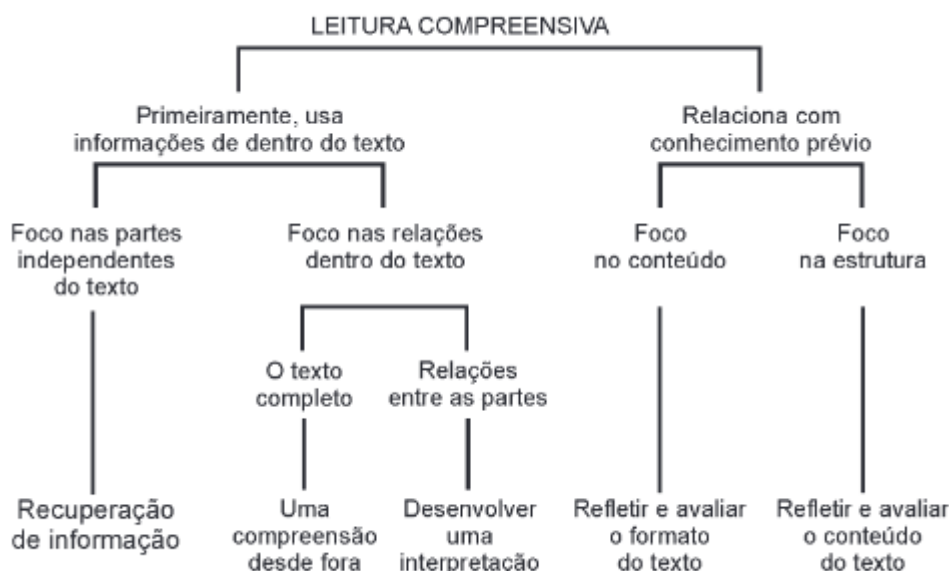 LEITURA COMPREENSIVA
Primeiramente, usa
informações de dentro do texto
Relaciona com
conhecimento prévio
Foco nas partes
independentes
do texto
Foco nas relações
dentro do texto
Foco
no conteúdo
Foco
na estrutura
O texto
completo
Relações
entre as partes
Recuperação
de informação
Uma
compreensão
desde fora
Desenvolver
uma
interpretação
Refletir e avaliar
o formato
do texto
Refletir e avaliar
o conteúdo
do texto